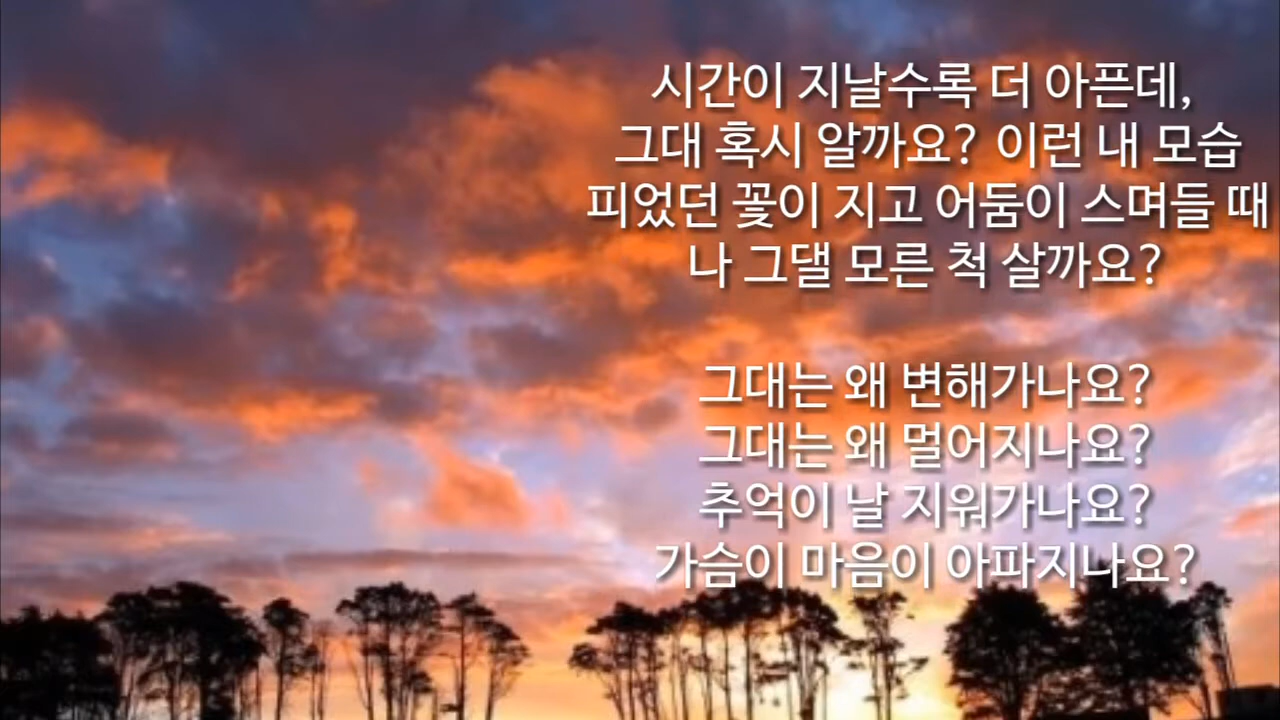 시간이 지날수록 더 아픈데,
그대 혹시 알까요? 이런 내 모습
피었던 꽃이 지고 어둠이 스며들 때
나 그댈 모른 척 살까요?
그대는 왜 변해가나요?
그대는 왜 멀어지나요?
추억이 날 지워가나요?
가슴이 마음이 아파지나요?